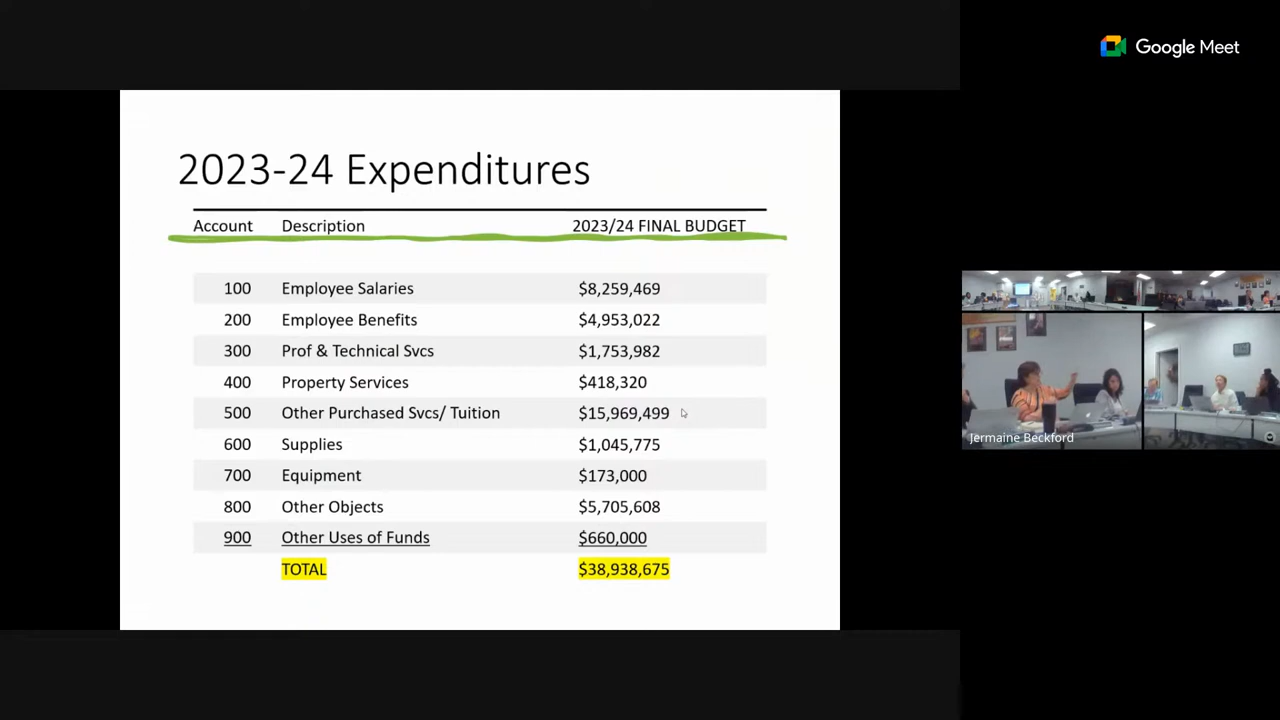 Google Meet
2023-24 Expenditures
Account Description 2023/24 FINAL BUDGET
100 Employee Salaries $8,259,469
200 Employee Benefits $4,953,022
300 Prof & Technical Svcs $1,753,982
400 Property Services $418,320
500 Other Purchased Svcs/ Tuition $15,969,499
600 Supplies $1,045,775
700 Equipment $173,000
800 Other Objects $5,705,608
900 Other Uses of Funds $660,000
TOTAL $38,938,675
Jermaine Beckford